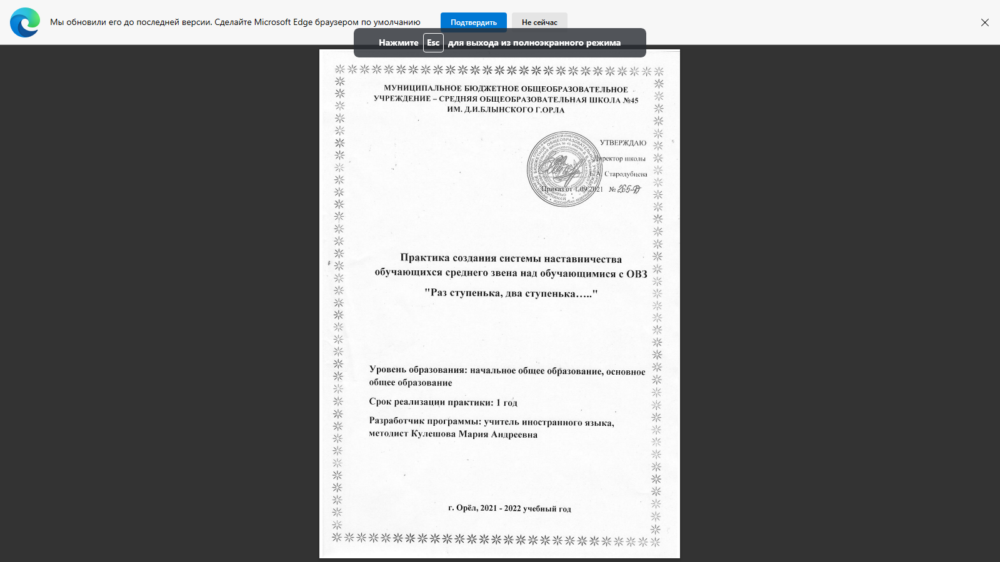 Мы обновили его до последней версии. Сделайте Microsoft Edge браузером по умолчанию
Подтвердить
Не сейчас
Нажмите Esc для выхода из полноэкранного режима
МУНИЦИПАЛЬНОЕ БЮДЖЕТНОЕ ОБЩЕОБРАЗОВАТЕЛЬНОЕ
УЧРЕЖДЕНИЕ – СРЕДНЯЯ ОБЩЕОБРАЗОВАТЕЛЬНАЯ ШКОЛА №45
ИМ. Д.И.БЛЫНСКОГО Г.ОРЛА
УТВЕРЖДАЮ
Директор школы
А. Стародубцева
Приказ от 1.09.2021 № 265-Д
Практика создания системы наставничества
обучающихся среднего звена над обучающимися с ОВЗ
"Раз ступенька, два ступенька….."
Уровень образования: начальное общее образование, основное
общее образование
Срок реализации практики: 1 год
Разработчик программы: учитель иностранного языка,
методист Кулешова Мария Андреевна
г. Орёл, 2021 - 2022 учебный год